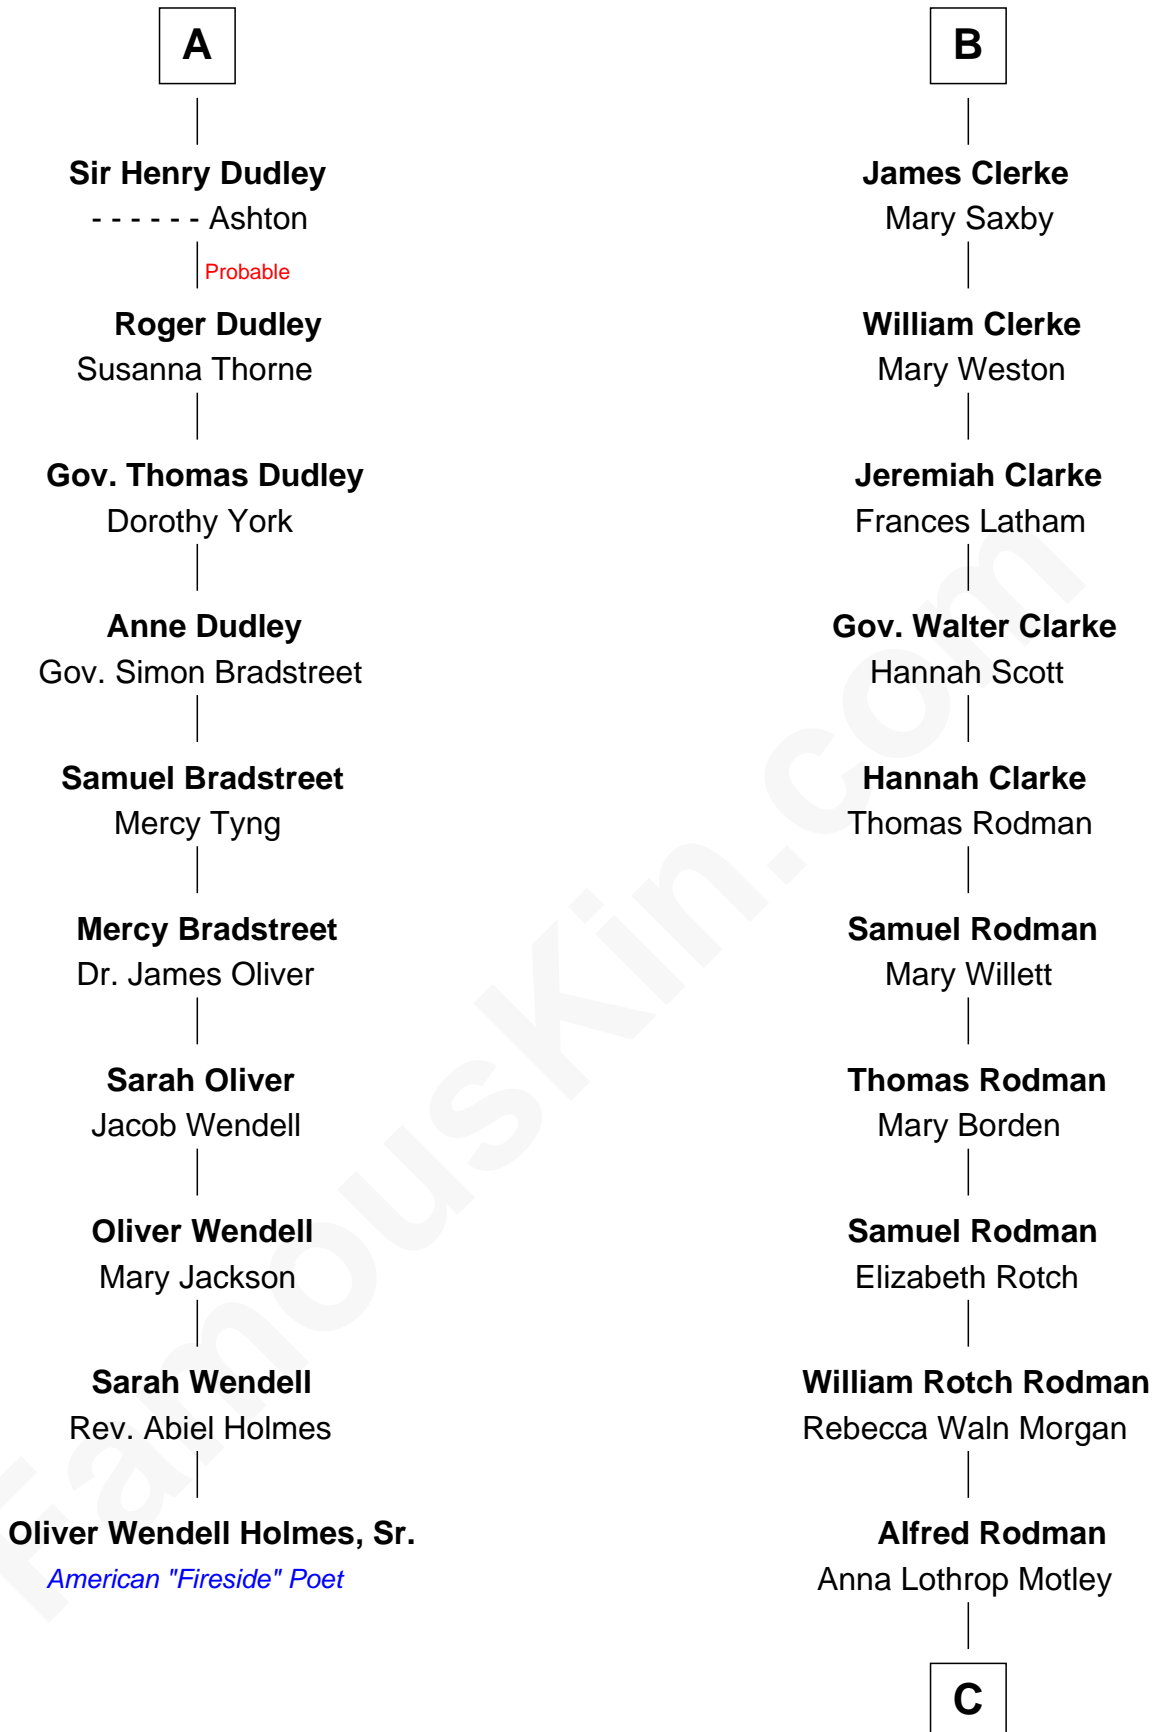 A
Sir Henry Dudley
- - - - - - Ashton
Probable
Roger Dudley
Susanna Thorne
Gov. Thomas Dudley
Dorothy York
Anne Dudley
Gov. Simon Bradstreet
Samuel Bradstreet
Mercy Tyng
Mercy Bradstreet
Dr. James Oliver
Sarah Oliver
Jacob Wendell
Oliver Wendell
Mary Jackson
Sarah Wendell
Rev. Abiel Holmes
Oliver Wendell Holmes, Sr.
American "Fireside" Poet
B
James Clerke
Mary Saxby
William Clerke
Mary Weston
Jeremiah Clarke
Frances Latham
Gov. Walter Clarke
Hannah Scott
Hannah Clarke
Thomas Rodman
Samuel Rodman
Mary Willett
Thomas Rodman
Mary Borden
Samuel Rodman
Elizabeth Rotch
William Rotch Rodman
Rebecca Waln Morgan
Alfred Rodman
Anna Lothrop Motley
C
FamousKin.com